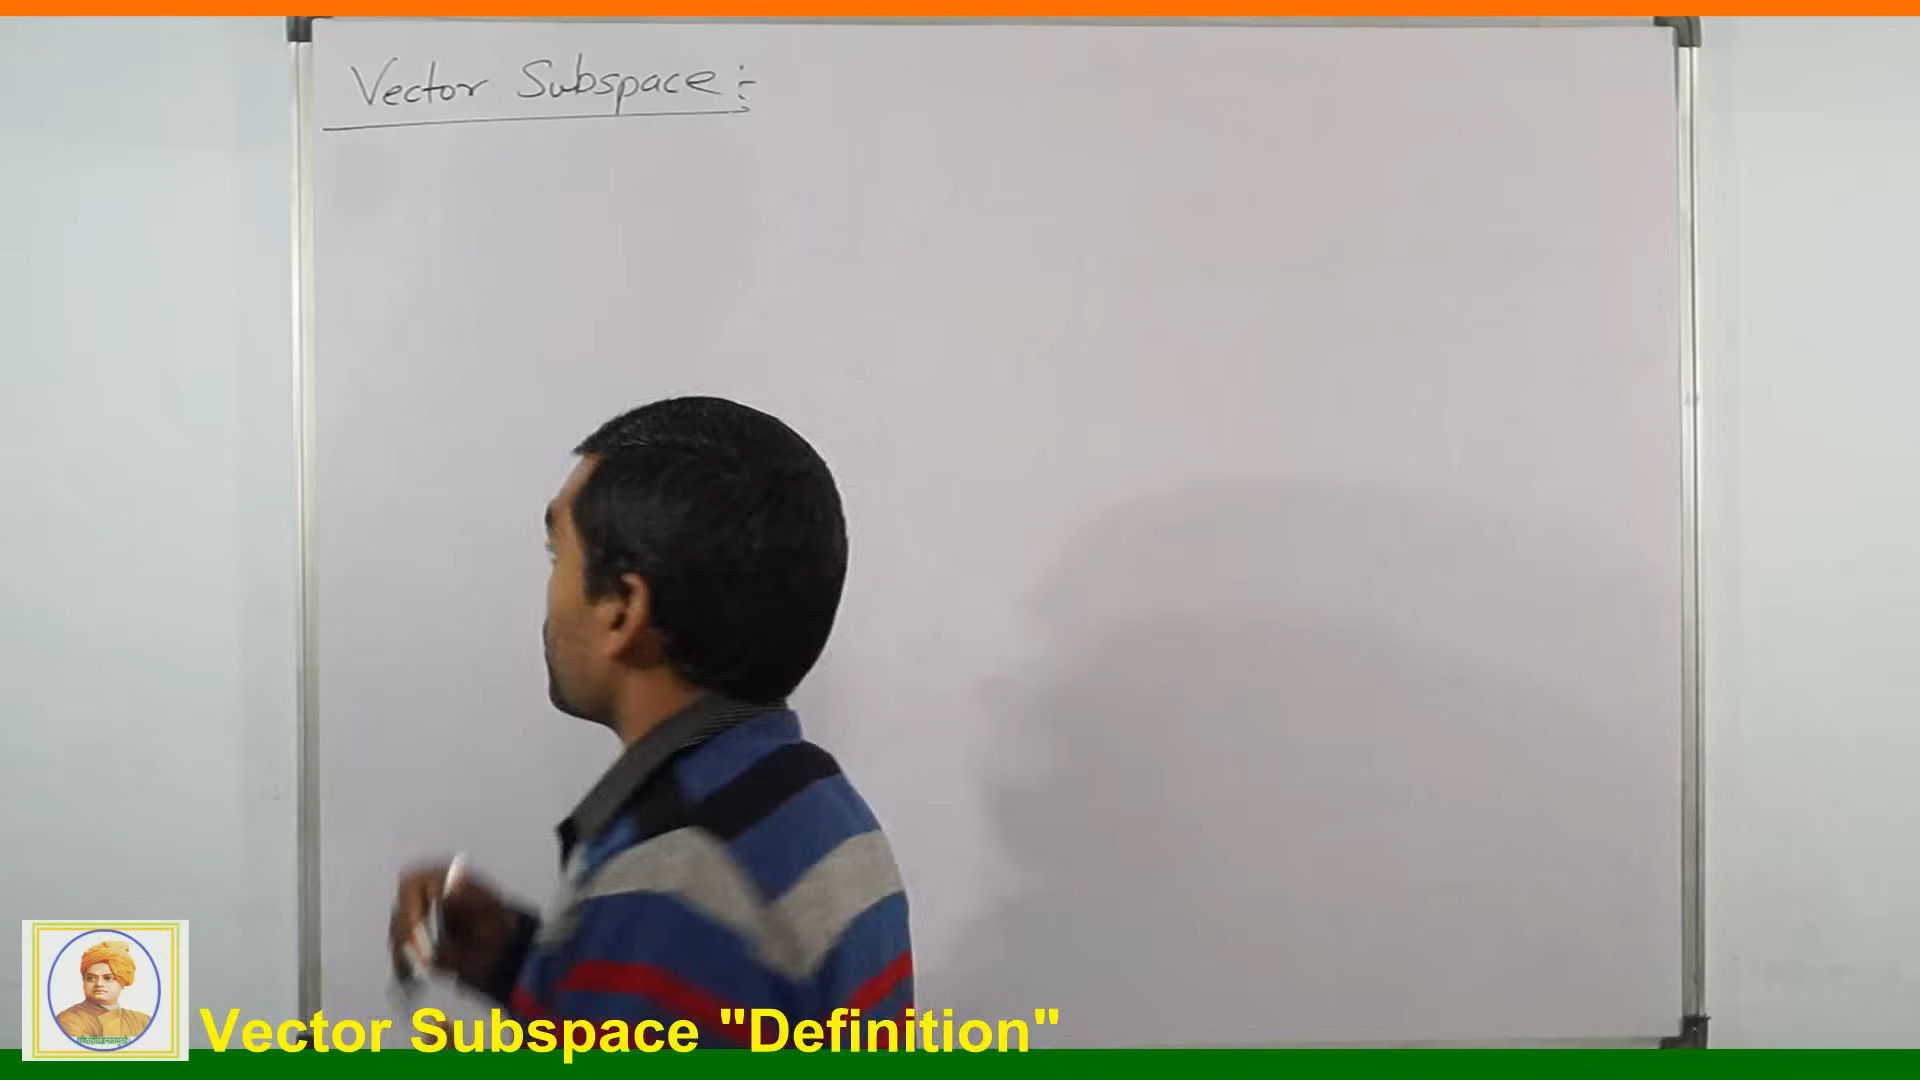 Vector Subspace :-
Vector Subspace "Definition"